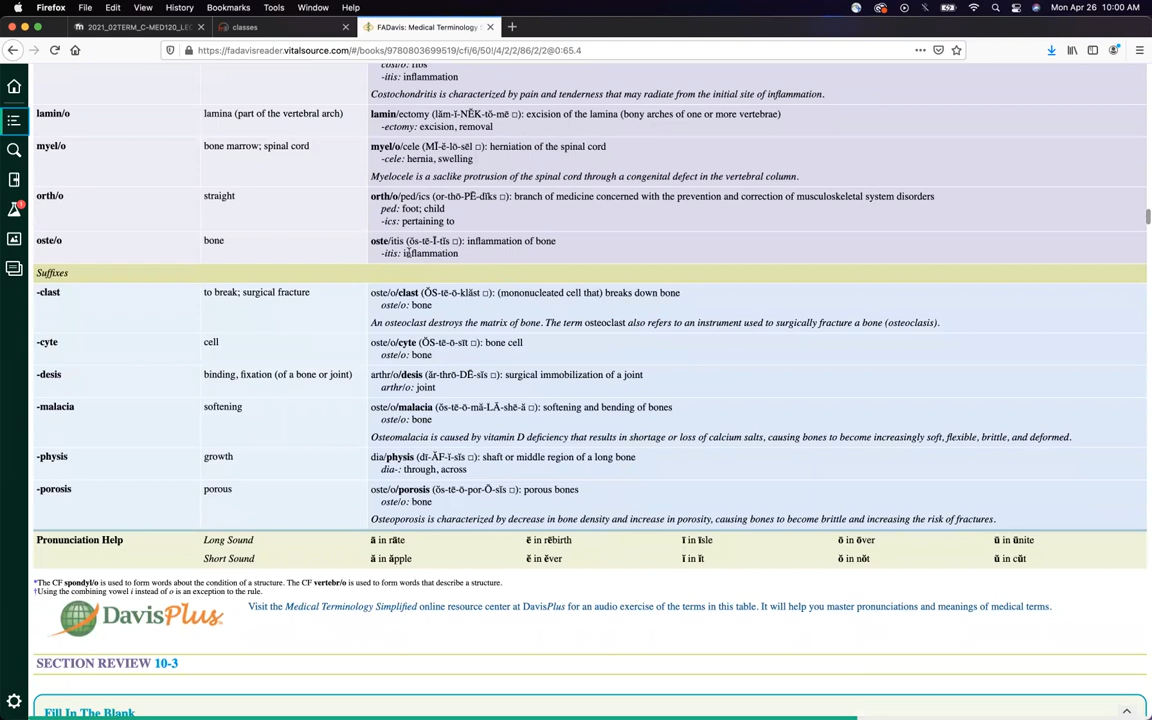 Firefox File Edit View History Bookmarks Tools Window Help Mon Apr 26 10:00 AM
2021_02TERM_C-MED120_LEC classes FADavis: Medical Terminology
https://fadavisreader.vitalsource.com/#/books/9780803699519/cfi/6/50!/4/2/2/86/2/2@0:65.4
costo/o: ribs
-itis: inflammation
Costochondritis is characterized by pain and tenderness that may radiate from the initial site of inflammation.
lamin/o lamina (part of the vertebral arch) lamin/ectomy (lăm-ĭ-NĔK-tŏ-mē □): excision of the lamina (bony arches of one or more vertebrae)
-ectomy: excision, removal
myel/o bone marrow; spinal cord myel/o/cele (MĪ-ĕ-lō-sēl □): herniation of the spinal cord
-cele: hernia, swelling
Myelocele is a saclike protrusion of the spinal cord through a congenital defect in the vertebral column.
orth/o straight orth/o/ped/ics (or-thō-PĒ-dĭks □): branch of medicine concerned with the prevention and correction of musculoskeletal system disorders
ped: foot; child
-ics: pertaining to
oste/o bone oste/itis (ŏs-tē-Ī-tĭs □): inflammation of bone
-itis: inflammation
Suffixes
-clast to break; surgical fracture oste/o/clast (ŎS-tē-ō-klăst □): (mononucleated cell that) breaks down bone
oste/o: bone
An osteoclast destroys the matrix of bone. The term osteoclast also refers to an instrument used to surgically fracture a bone (osteoclasis).
-cyte cell oste/o/cyte (ŎS-tē-ō-sīt □): bone cell
oste/o: bone
-desis binding, fixation (of a bone or joint) arthr/o/desis (ăr-thrō-DĒ-sĭs □): surgical immobilization of a joint
arthr/o: joint
-malacia softening oste/o/malacia (ŏs-tē-ō-mă-LĀ-shē-ă □): softening and bending of bones
oste/o: bone
Osteomalacia is caused by vitamin D deficiency that results in shortage or loss of calcium salts, causing bones to become increasingly soft, flexible, brittle, and deformed.
-physis growth dia/physis (dī-ĂF-ĭ-sĭs □): shaft or middle region of a long bone
dia-: through, across
-porosis porous oste/o/porosis (ŏs-tē-ō-por-Ō-sĭs □): porous bones
oste/o: bone
Osteoporosis is characterized by decrease in bone density and increase in porosity, causing bones to become brittle and increasing the risk of fractures.
Pronunciation Help Long Sound ā in rāte ē in rēbirth ī in īsle ō in ōver ū in ūnite
Short Sound ă in ăpple ĕ in ĕver ĭ in ĭt ŏ in nŏt ŭ in cŭt
*The CF spondyl/o is used to form words about the condition of a structure. The CF vertebr/o is used to form words that describe a structure.
†Using the combining vowel i instead of o is an exception to the rule.
DavisPlus Visit the Medical Terminology Simplified online resource center at DavisPlus for an audio exercise of the terms in this table. It will help you master pronunciations and meanings of medical terms.
SECTION REVIEW 10-3
Fill In The Blank